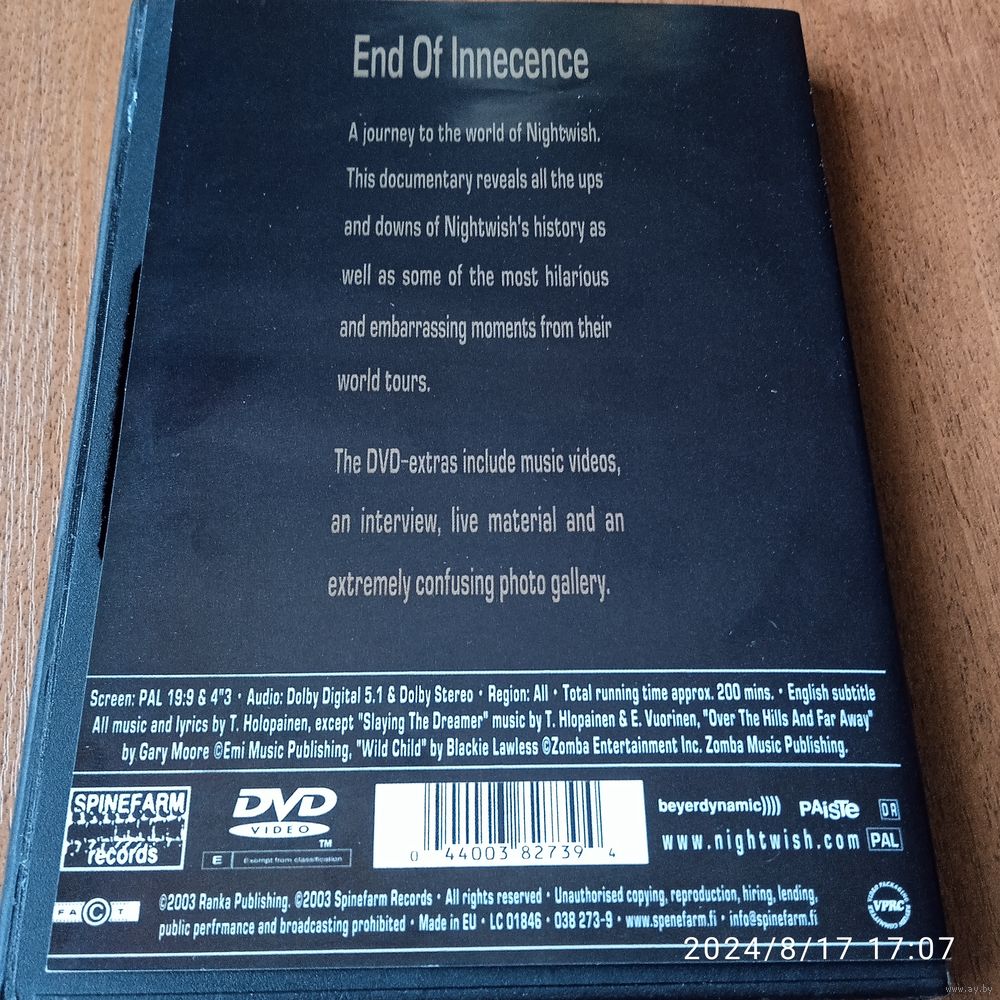 End Of Innecence
A journey to the world of Nightwish.
This documentary reveals all the ups
and downs of Nightwish's history as
well as some of the most hilarious
and embarrassing moments from their
world tours.
The DVD-extras include music videos,
an interview, live material and an
extremely confusing photo gallery.
Screen: PAL 19:9 & 4"3 · Audio: Dolby Digital 5.1 & Dolby Stereo · Region: All · Total running time approx. 200 mins. · English subtitle
All music and lyrics by T. Holopainen, except "Slaying The Dreamer" music by T. Hlopainen & E. Vuorinen, "Over The Hills And Far Away"
by Gary Moore ©Emi Music Publishing, "Wild Child" by Blackie Lawless ©Zomba Entertainment Inc. Zomba Music Publishing.
SPINEFARM
records
DVD
VIDEO
TM
E Exempt from classification
0 44003 82739 4
beyerdynamic)))) PAiSTe DR
www.nightwish.com PAL
FACT
©2003 Ranka Publishing. ©2003 Spinefarm Records · All rights reserved · Unauthorised copying, reproduction, hiring, lending,
public perfrmance and broadcasting prohibited · Made in EU · LC 01846 · 038 273-9 · www.spenefarm.fi · info@spinefarm.fi
VPRC
2024/8/17 17:07
www.ay.by